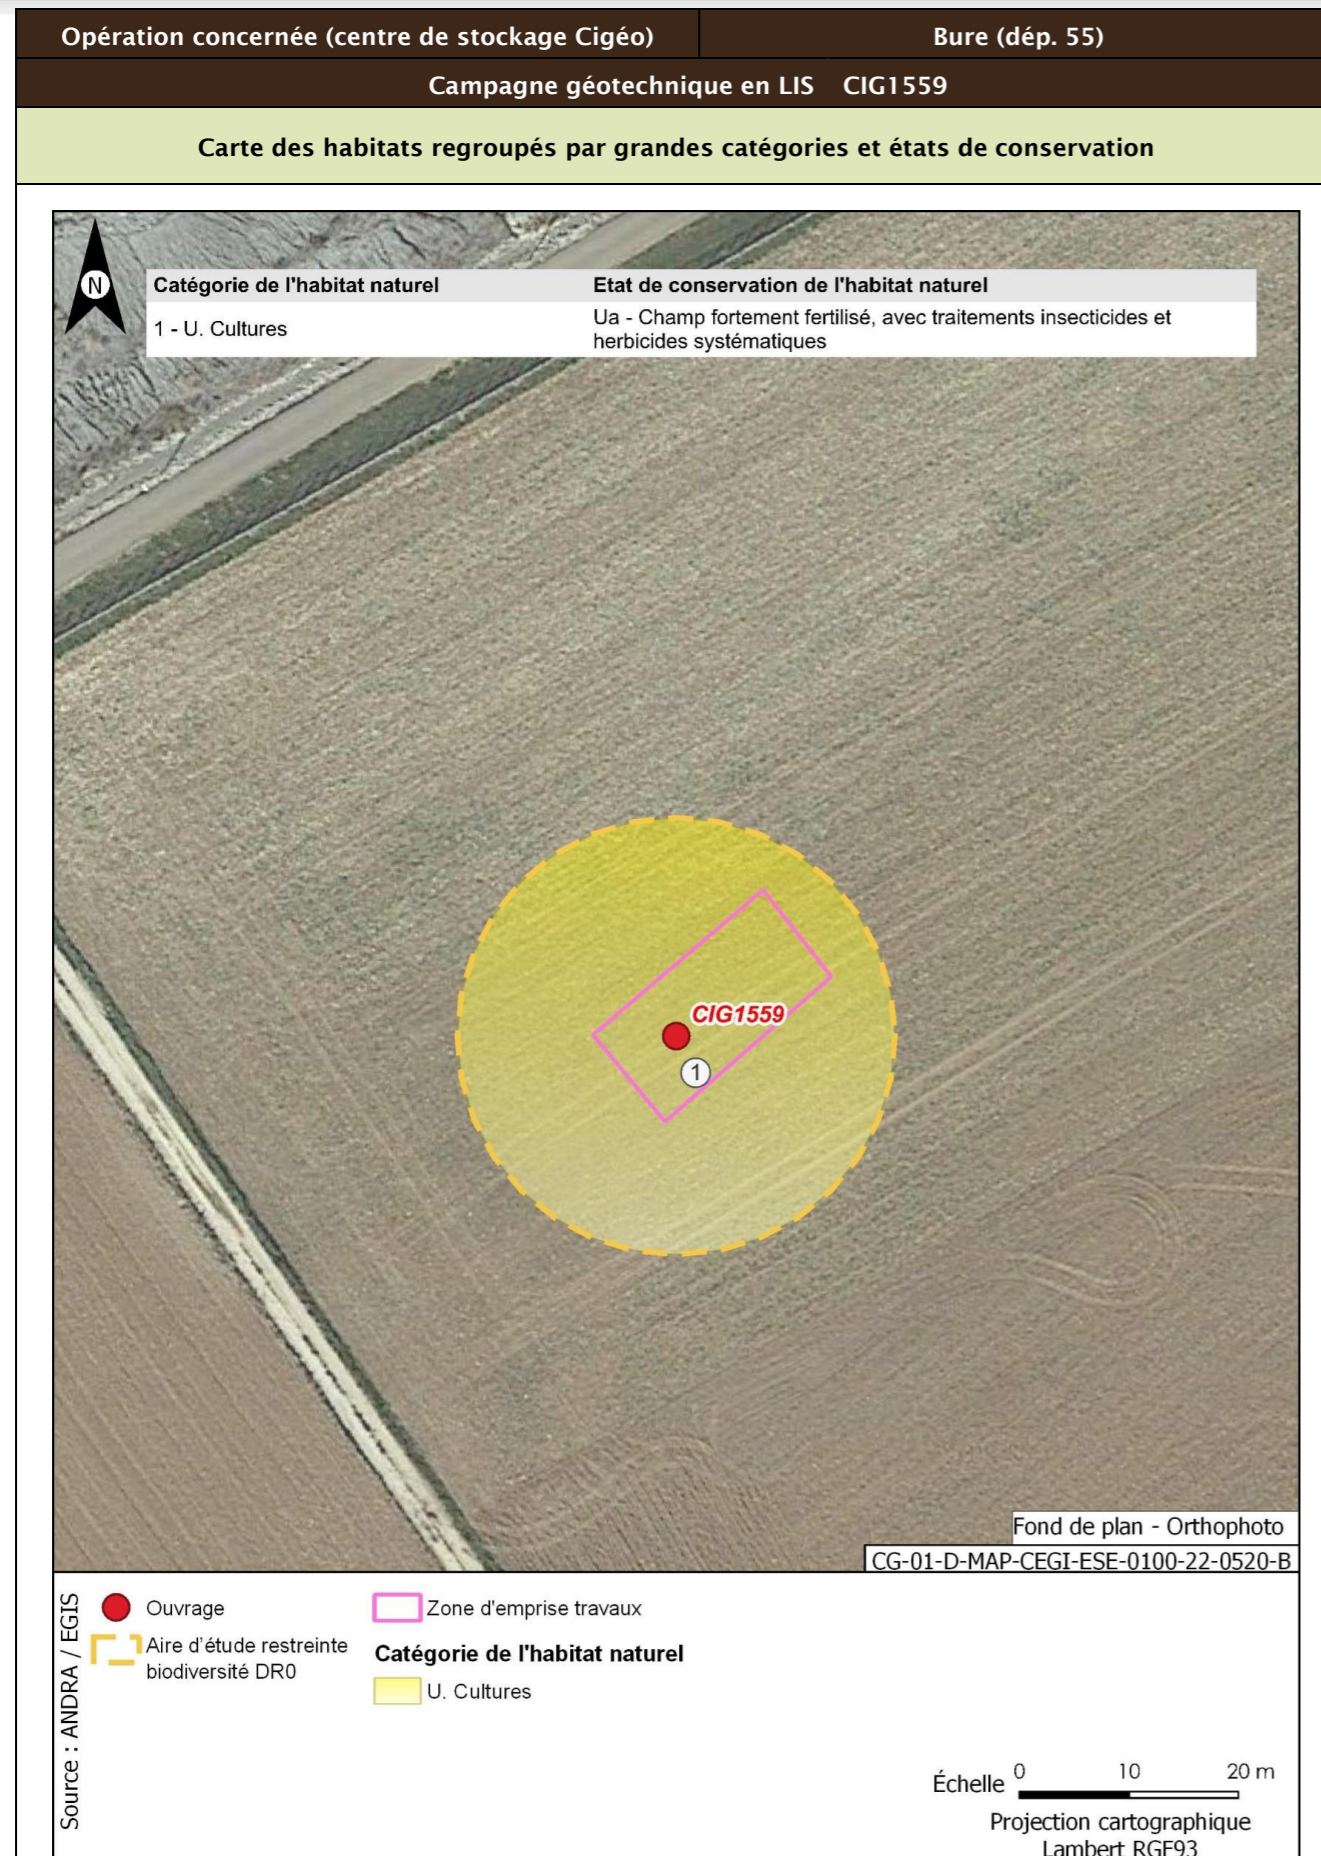 Opération concernée (centre de stockage Cigéo)
Bure (dép. 55)
Campagne géotechnique en LIS CIG1559
Carte des habitats regroupés par grandes catégories et états de conservation
N
Catégorie de l'habitat naturel
Etat de conservation de l'habitat naturel
1 - U. Cultures
Ua - Champ fortement fertilisé, avec traitements insecticides et
herbicides systématiques
CIG1559
1
Fond de plan - Orthophoto
CG-01-D-MAP-CEGI-ESE-0100-22-0520-B
Source : ANDRA / EGIS
Ouvrage
Aire d'étude restreinte
biodiversité DR0
Zone d'emprise travaux
Catégorie de l'habitat naturel
U. Cultures
Échelle 0 10 20 m
Projection cartographique
Lambert RGF93